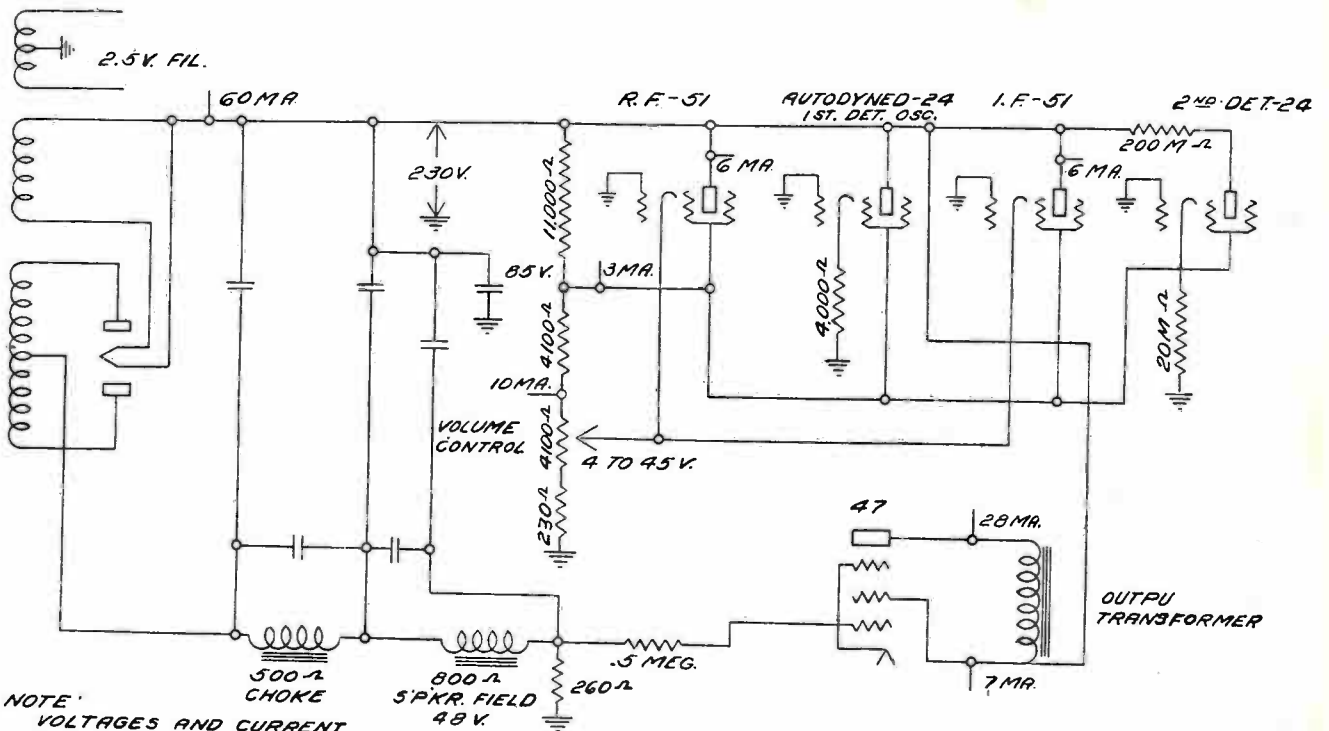 2.5V. FIL.
60 MA.
R.F.-51
AUTODYNED-24
1ST. DET. OSC.
I.F.-51
2ND. DET-24
200 M Ω
230V.
11,000 Ω
6 MA.
6 MA.
85 V.
3 MA.
4100 Ω
4,000 Ω
20 M Ω
10 MA.
VOLUME
CONTROL
4100 Ω
4 TO 45 V.
230 Ω
47
28 MA.
OUTPU
TRANSFORMER
.5 MEG.
7 MA.
500 Ω
CHOKE
800 Ω
SPKR. FIELD
48 V.
260 Ω
NOTE:
VOLTAGES AND CURRENT